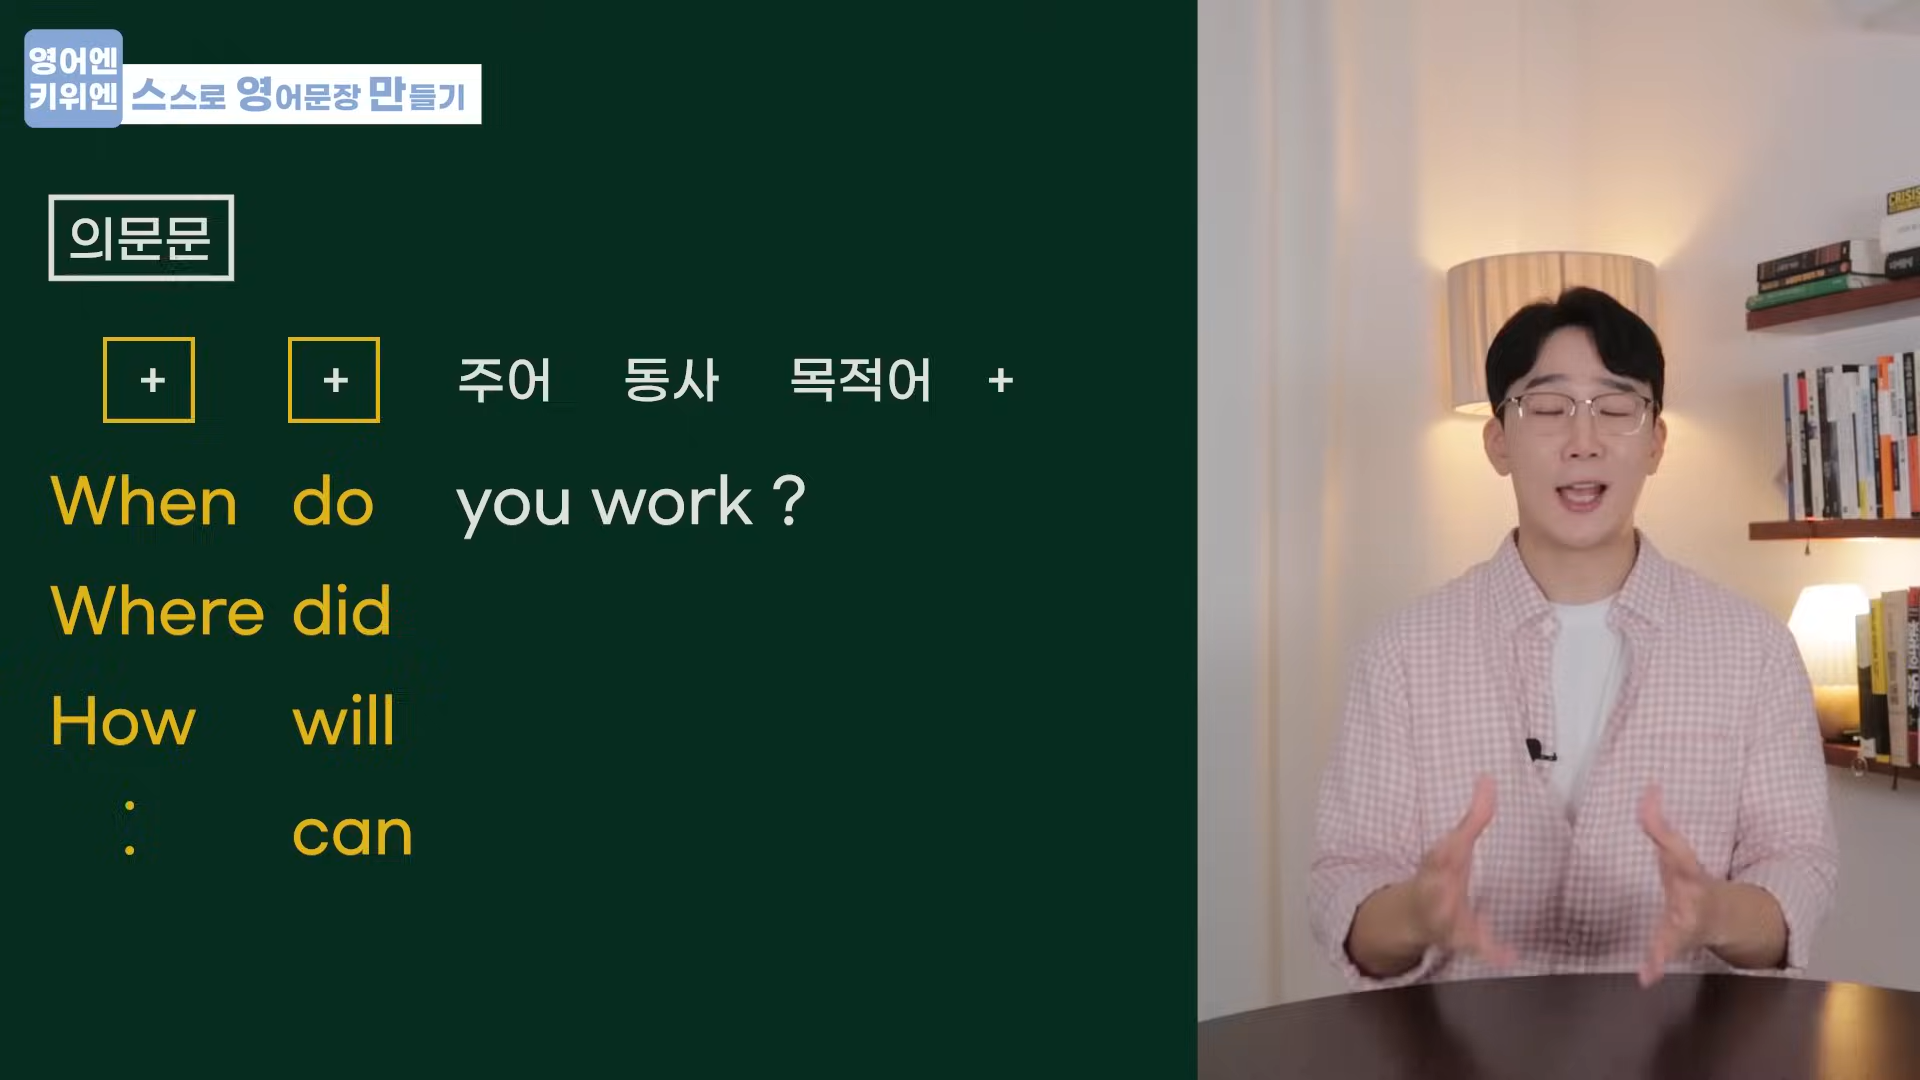 영어엔
키위엔
스스로 영어문장 만들기
의문문
+ + 주어 동사 목적어 +
When do you work ?
Where did
How will
: can
CRISIS